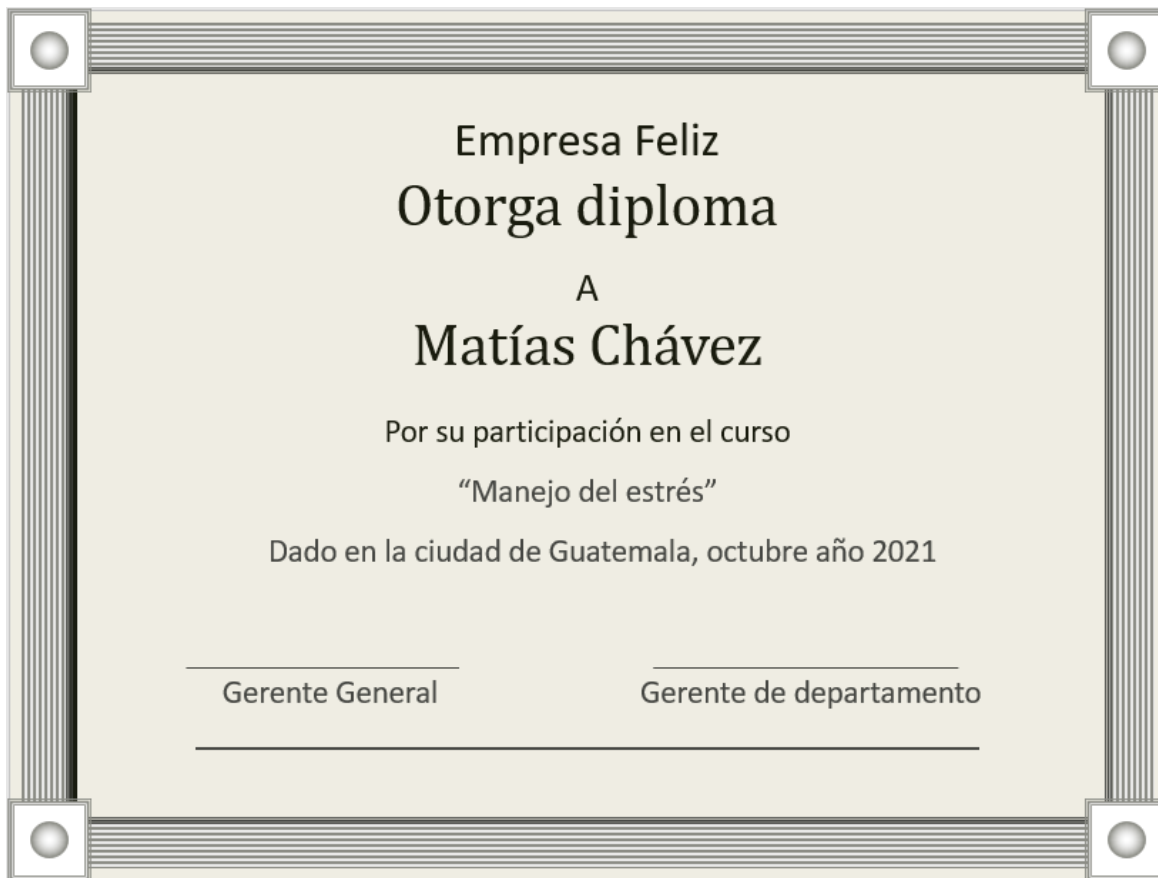 Empresa Feliz
Otorga diploma
A
Matías Chávez
Por su participación en el curso
“Manejo del estrés”
Dado en la ciudad de Guatemala, octubre año 2021
Gerente General
Gerente de departamento